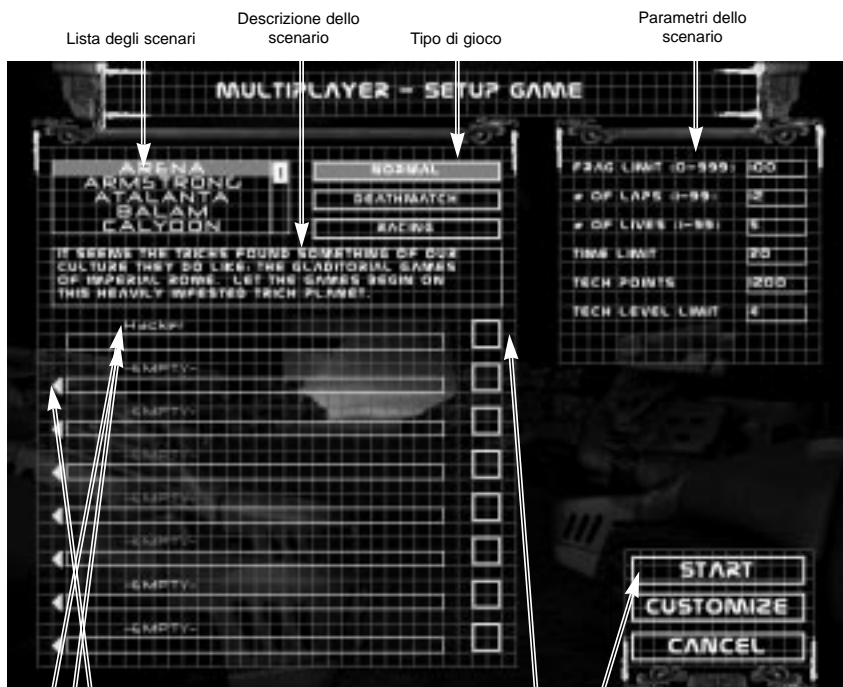 Lista degli scenari
Descrizione dello
scenario
Tipo di gioco
Parametri dello
scenario
MULTIPLAYER - SETUP GAME
ARENA
ARMSTRONG
ATALANTA
BALAM
CALYDON
NORMAL
DEATHMATCH
RACING
IT SEEMS THE TRICHS FOUND SOMETHING OF OUR
CULTURE THEY DO LIKE: THE GLADITORIAL GAMES
OF IMPERIAL ROME. LET THE GAMES BEGIN ON
THIS HEAVILY INFESTED TRICH PLANET.
FRAG LIMIT (0-999) 100
# OF LAPS (1-99) 2
# OF LIVES (1-99) 5
TIME LIMIT 20
TECH POINTS 1200
TECH LEVEL LIMIT 4
Hacker
-EMPTY-
-EMPTY-
-EMPTY-
-EMPTY-
-EMPTY-
-EMPTY-
-EMPTY-
START
CUSTOMIZE
CANCEL